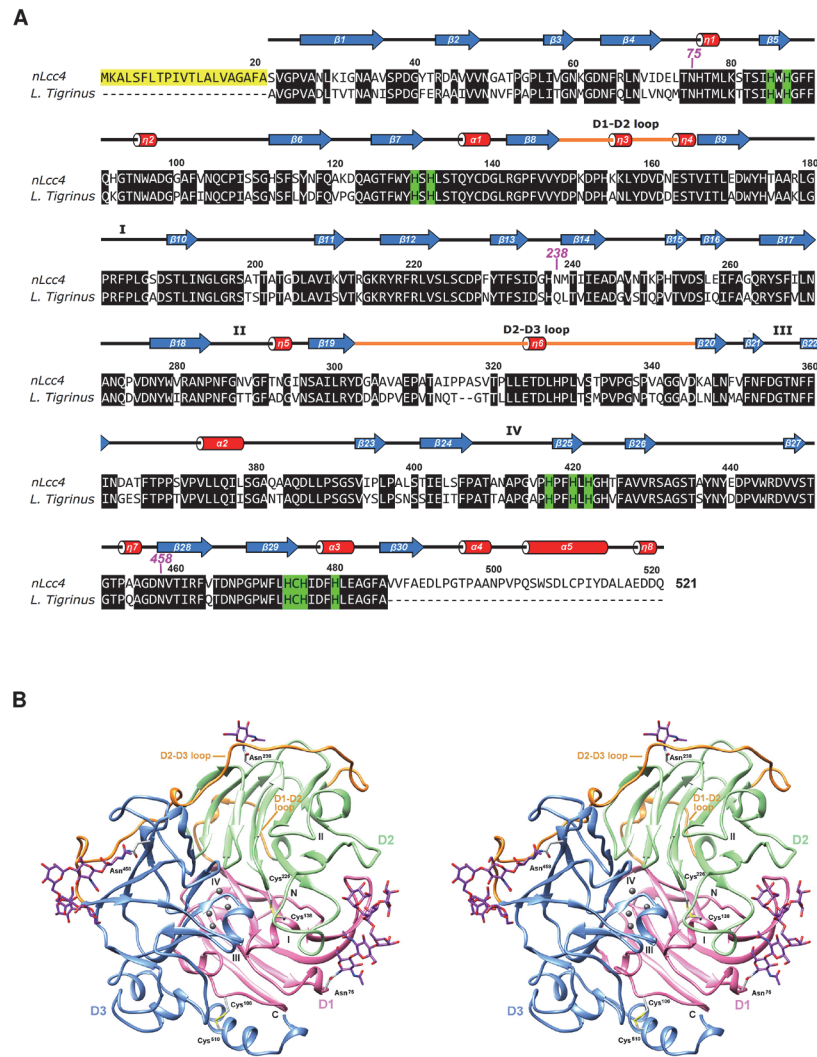 A
β1 β2 β3 β4 η1 β5
20 40 60 75 80
nLcc4 MKALSFLTPIVTLALVAGAFASVGPVANLKIGNAAVSPDGYTRDAVVVNGATPGPLIVGNKGDNFRLNVIDELTNHTMLKSTSIHWHGFF
L. Tigrinus ---------------------AVGPVADLTVTNANISPDGFERAAIVVNNVFPAPLITGNMGDNFQLNLVNQMTNHTMLKTTSIHWHGFF
D1-D2 loop
η2 β6 β7 α1 β8 η3 η4 β9
100 120 140 160 180
nLcc4 QHGTNWADGGAFVNQCPISSGHSFSYNFQAKDQAGTFWYHSHLSTQYCDGLRGPFVVYDPKDPHKKLYDVDNESTVITLEDWYHTAARLG
L. Tigrinus QKGTNWADGPAFINQCPIASGNSFLYDFQVPGQAGTFWYHSHLSTQYCDGLRGPFVVYDPNDPHASLYDVDDESTVITLADWYHVAAKLG
I
β10 β11 β12 β13 β14 β15 β16 β17
200 220 238 240 260
nLcc4 PRFPLGSDSTLINGLGRSATTATGDLAVIKVTRGKRYRFRLVSLSCDPFYTFSIDGHNMTIIEADAVNTKPHTVDSLEIFAGQRYSFILN
L. Tigrinus PRFPLGADATLINGLGRSTSTPTADLAVISVTKGKRYRFRLVSLSCDPNYTFSIDSHQLTVIEADGVSTQPVTVDSIQIFAAQRYSFVLN
II III
β18 η5 β19 D2-D3 loop η6 β20 β21 β22
280 300 320 340 360
nLcc4 ANQPVDNYWVRANPNFGNVGFTNGINSAILRYDGAAVAEPATAIPPASVTPLLETDLHPLVSTPVPGSPVAGGVDKALNFVFNFDGTNFF
L. Tigrinus ANQDVDNYWIRANPNFGTTGFADGVNSAILRYDDADPVEPVTNQT--GTTLLLETDLHPLTSMPVPGNPTQGGADLNLNMAFNFDGTNFF
IV
α2 β23 β24 β25 β26 β27
380 400 420 440
nLcc4 INDATFTPPSVPVLLQILSGAQAAQDLLPSGSVIPLPALSTIELSFPATANAPGVPHPFHLHGHTFAVVRSAGSTAYNYEDPVWRDVVST
L. Tigrinus INGESFTPPTVPVLLQIISGANTAQDLLPSGSVYSLPSNSSIEITFPATTAAPGAPHPFHLHGHVFAVVRSAGSTSYNYDDPVWRDVVST
η7 β28 β29 α3 β30 α4 α5 η8
458 460 480 500 520
nLcc4 GTPAAGDNVTIRFVTDNPGPWFLHCHIDFHLEAGFAVVFAEDLPGTPAANPVPQSWSDLCPIYDALAEDDQ 521
L. Tigrinus GTPQAGDNVTIRFQTDNPGPWFLHCHIDFHLEAGFA-----------------------------------
B
D2-D3 loop Asn238 D1-D2 loop II D2 Asn458 Cys226 IV N Cys138 I III Asn75 D3 Cys106 C D1 Cys510
D2-D3 loop Asn238 D1-D2 loop II D2 Asn458 Cys226 IV N Cys138 I III Asn75 D3 Cys106 C D1 Cys510